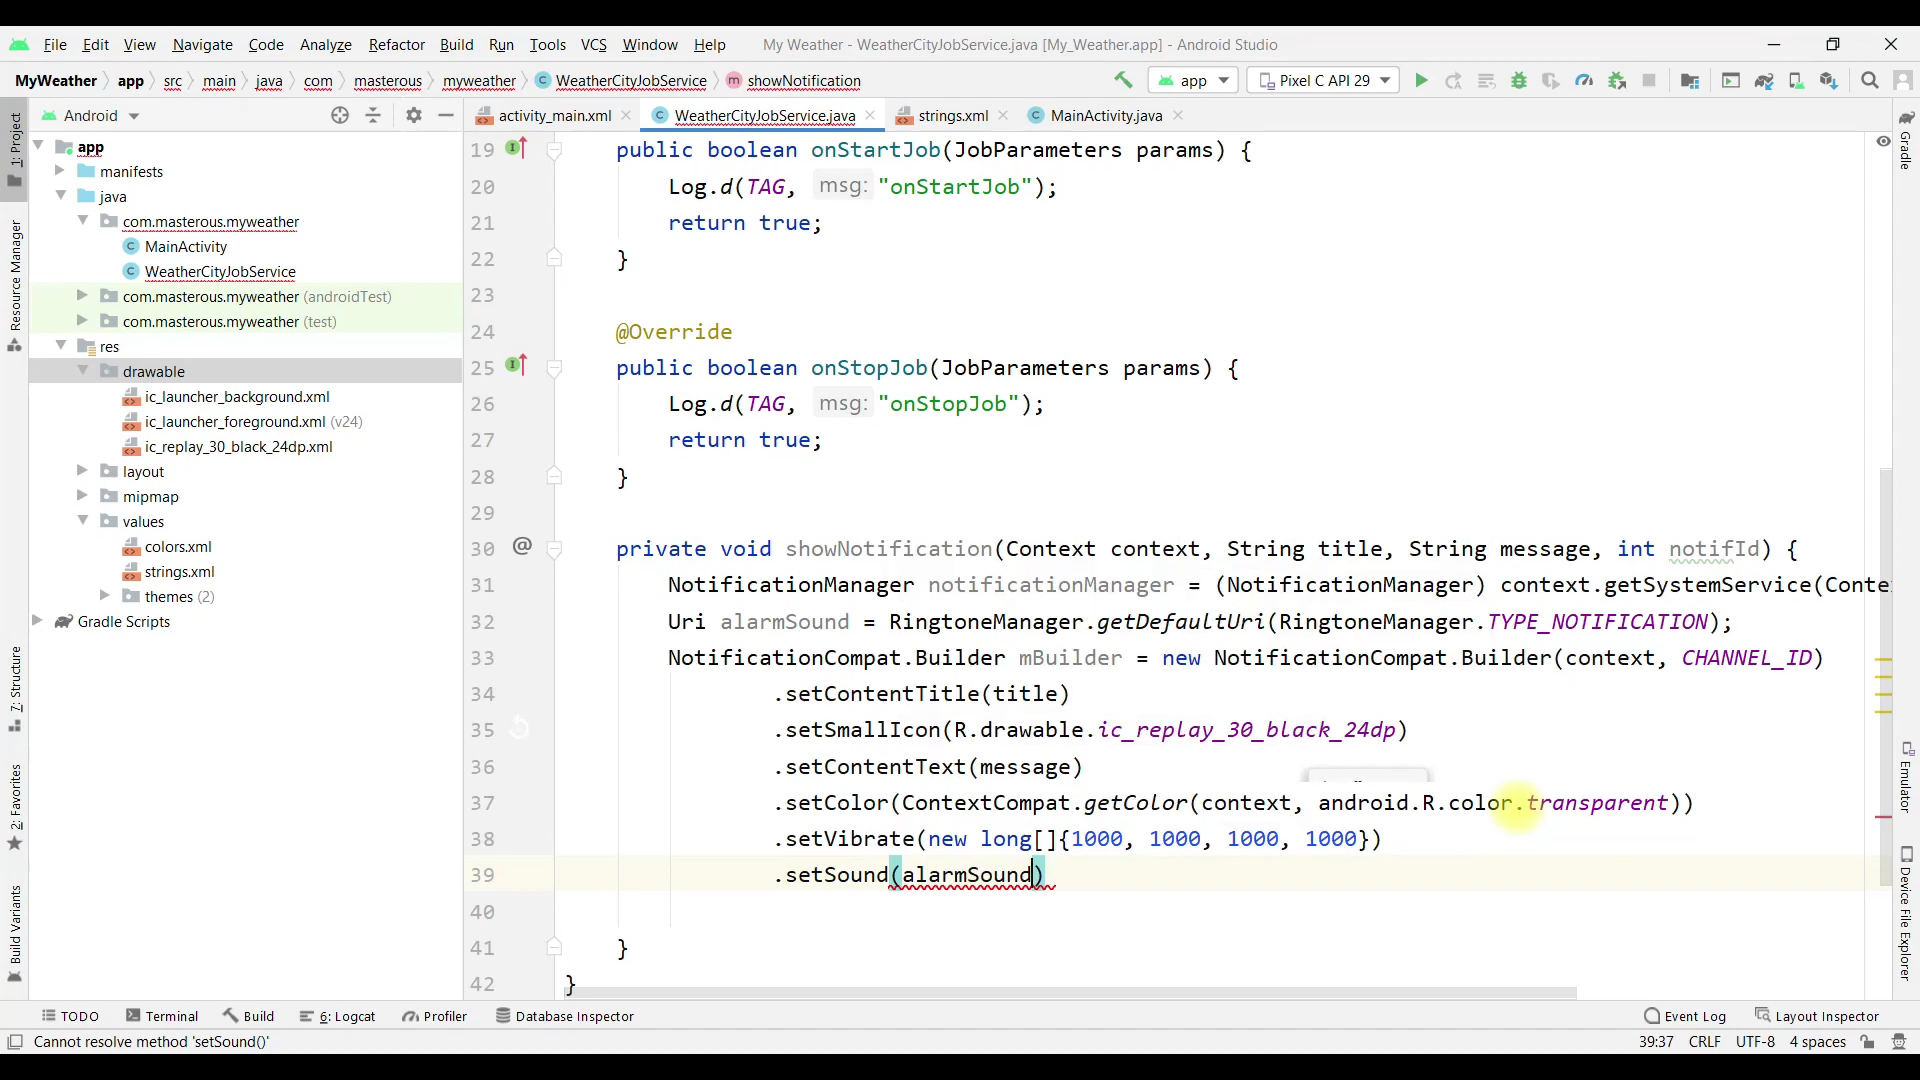 File Edit View Navigate Code Analyze Refactor Build Run Tools VCS Window Help My Weather - WeatherCityJobService.java [My_Weather.app] - Android Studio
MyWeather app src main java com masterous myweather WeatherCityJobService showNotification app Pixel C API 29
Android activity_main.xml WeatherCityJobService.java strings.xml MainActivity.java
1: Project
Resource Manager
7: Structure
2: Favorites
Build Variants
app
manifests
java
com.masterous.myweather
MainActivity
WeatherCityJobService
com.masterous.myweather (androidTest)
com.masterous.myweather (test)
res
drawable
ic_launcher_background.xml
ic_launcher_foreground.xml (v24)
ic_replay_30_black_24dp.xml
layout
mipmap
values
colors.xml
strings.xml
themes (2)
Gradle Scripts
19 public boolean onStartJob(JobParameters params) {
20 Log.d(TAG, msg: "onStartJob");
21 return true;
22 }
23
24 @Override
25 public boolean onStopJob(JobParameters params) {
26 Log.d(TAG, msg: "onStopJob");
27 return true;
28 }
29
30 @ private void showNotification(Context context, String title, String message, int notifId) {
31 NotificationManager notificationManager = (NotificationManager) context.getSystemService(Conte
32 Uri alarmSound = RingtoneManager.getDefaultUri(RingtoneManager.TYPE_NOTIFICATION);
33 NotificationCompat.Builder mBuilder = new NotificationCompat.Builder(context, CHANNEL_ID)
34 .setContentTitle(title)
35 .setSmallIcon(R.drawable.ic_replay_30_black_24dp)
36 .setContentText(message)
37 .setColor(ContextCompat.getColor(context, android.R.color.transparent))
38 .setVibrate(new long[]{1000, 1000, 1000, 1000})
39 .setSound(alarmSound)
40
41 }
42 }
Gradle
Emulator
Device File Explorer
TODO Terminal Build 6: Logcat Profiler Database Inspector Event Log Layout Inspector
Cannot resolve method 'setSound()' 39:37 CRLF UTF-8 4 spaces